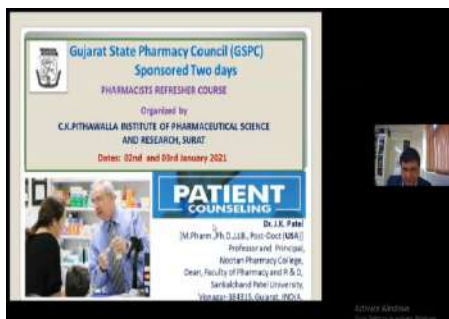 Gujarat State Pharmacy Council (GSPC)
Sponsored Two days
PHARMACISTS REFRESHER COURSE
Organized by
C.K.PITHAWALLA INSTITUTE OF PHARMACEUTICAL SCIENCE
AND RESEARCH, SURAT
Dates: 02nd and 03rd January 2021
PATIENT
COUNSELING
Dr. J.K. Patel
[M.Pharm., Ph.D., LLB., Post-Doct (USA)]
Professor and Principal,
Nootan Pharmacy College,
Dean, Faculty of Pharmacy and R & D,
Sankalchand Patel University,
Visnagar-384315, Gujarat, INDIA.
Activate Windows